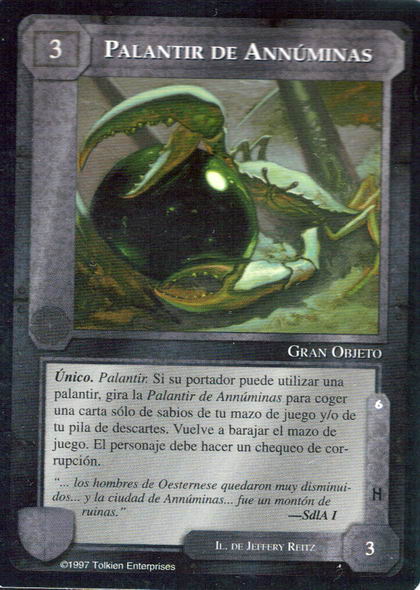 3
PALANTIR DE ANNÚMINAS
GRAN OBJETO
Único. Palantir. Si su portador puede utilizar una
palantir, gira la Palantir de Annúminas para coger
una carta sólo de sabios de tu mazo de juego y/o de
tu pila de descartes. Vuelve a barajar el mazo de
juego. El personaje debe hacer un chequeo de cor-
rupción.
6
"... los hombres de Oesternese quedaron muy disminui-
dos... y la ciudad de Annúminas... fue un montón de
ruinas."
—SdlA I
H
IL. DE JEFFERY REITZ
3
©1997 Tolkien Enterprises